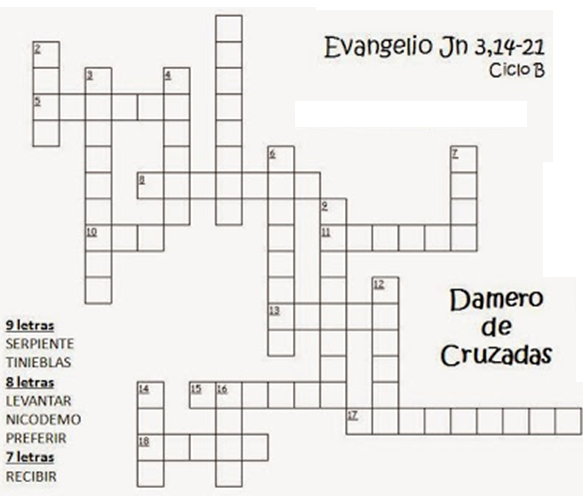 Evangelio Jn 3,14-21
Ciclo B
2
3
4
5
6
7
8
9
10
11
12
13
Damero
de
Cruzadas
9 letras
SERPIENTE
TINIEBLAS
8 letras
LEVANTAR
NICODEMO
PREFERIR
7 letras
RECIBIR
14
15
16
17
18